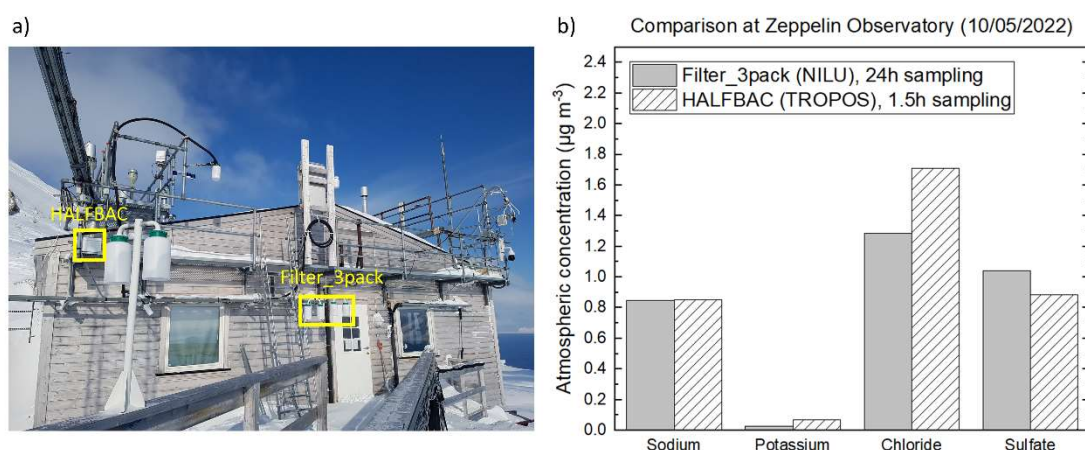 a)
HALFBAC
Filter_3pack
b)
Comparison at Zeppelin Observatory (10/05/2022)
Filter_3pack (NILU), 24h sampling
HALFBAC (TROPOS), 1.5h sampling
Atmospheric concentration (µg m⁻³)
2.4
2.2
2.0
1.8
1.6
1.4
1.2
1.0
0.8
0.6
0.4
0.2
0.0
Sodium Potassium Chloride Sulfate